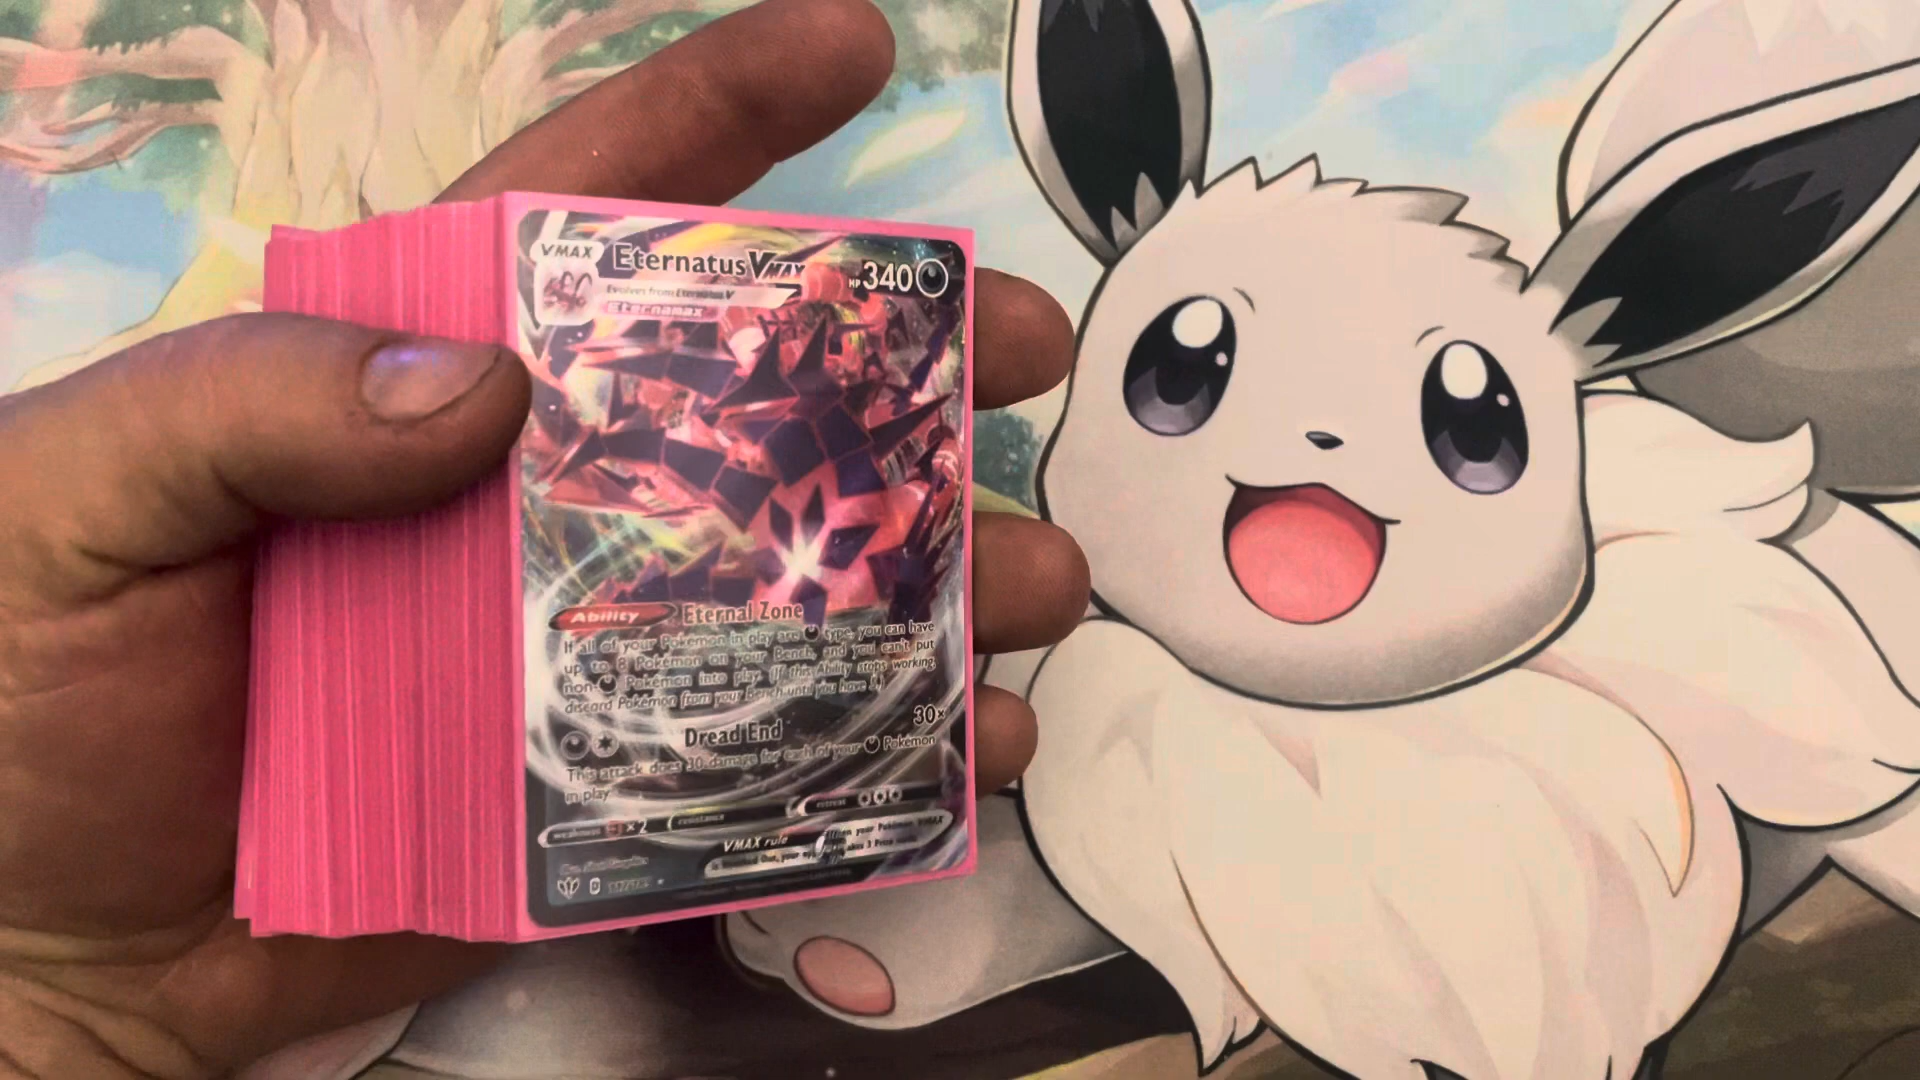 VMAX
Eternatus VMAX
HP 340
Evolves from Eternatus V
Eternamax
Ability Eternal Zone
If all of your Pokémon in play are type, you can have
up to 8 Pokémon on your Bench, and you can't put
non- Pokémon into play. (If this Ability stops working,
discard Pokémon from your Bench until you have 5.)
Dread End 30×
This attack does 30 damage for each of your Pokémon
in play.
weakness ×2 resistance retreat
VMAX rule
D